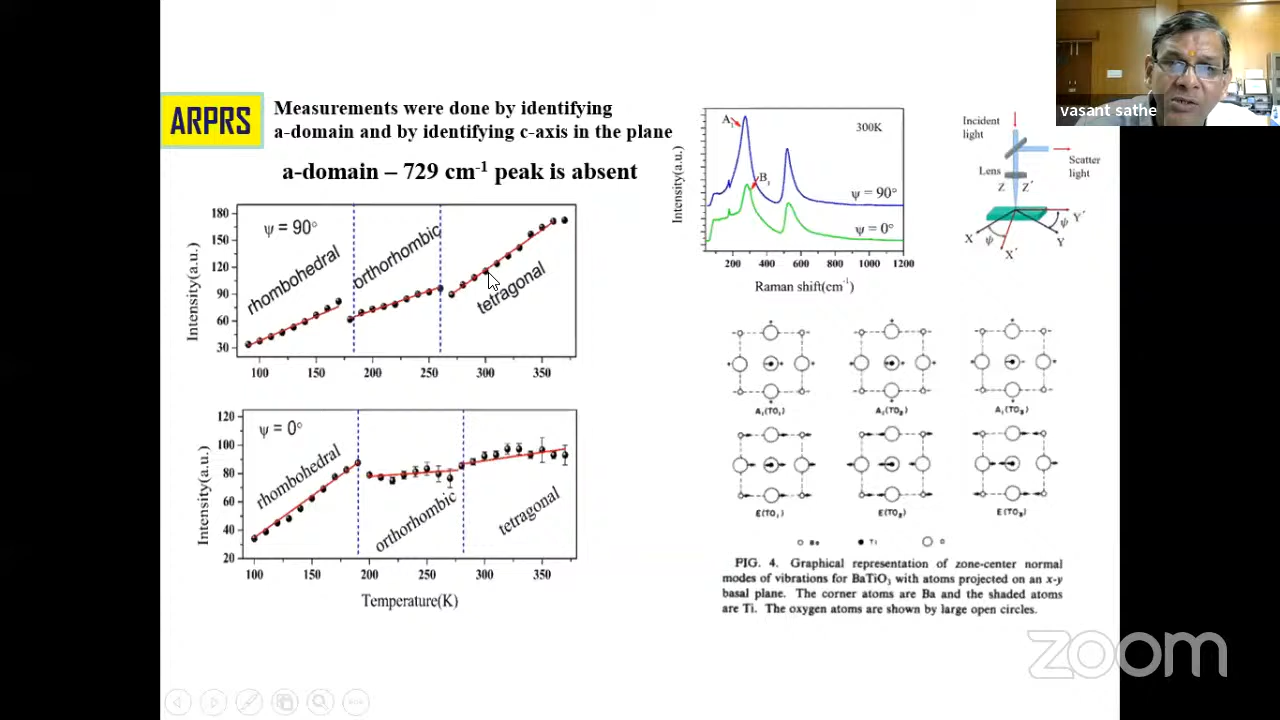 ARPRS
Measurements were done by identifying
a-domain and by identifying c-axis in the plane
a-domain – 729 cm-1 peak is absent
180
150
120
90
60
30
Intensity(a.u.)
ψ = 90°
rhombohedral
orthorhombic
tetragonal
100
150
200
250
300
350
120
100
80
60
40
20
Intensity(a.u.)
ψ = 0°
rhombohedral
orthorhombic
tetragonal
100
150
200
250
300
350
Temperature(K)
Intensity(a.u.)
A1
B1
300K
ψ = 90°
ψ = 0°
200 400 600 800 1000 1200
Raman shift(cm-1)
Incident
light
Scatter
light
Lens
Z Z′
Y′
ψ
Y
X
ψ
X′
A1(TO1)
A1(TO2)
A1(TO3)
E(TO1)
E(TO2)
E(TO3)
Ba Ti O
FIG. 4. Graphical representation of zone-center normal
modes of vibrations for BaTiO3 with atoms projected on an x-y
basal plane. The corner atoms are Ba and the shaded atoms
are Ti. The oxygen atoms are shown by large open circles.
vasant sathe
zoom